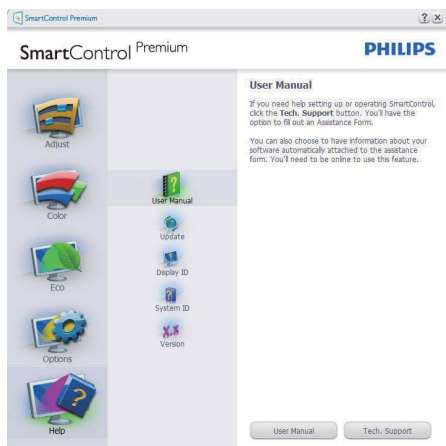 SmartControl Premium
SmartControl Premium
PHILIPS
Adjust
Color
Eco
Options
Help
User Manual
Update
Display ID
System ID
X.X
Version
User Manual
If you need help setting up or operating SmartControl,
click the Tech. Support button. You'll have the
option to fill out an Assistance Form.
You can also choose to have information about your
software automatically attached to the assistance
form. You'll need to be online to use this feature.
User Manual
Tech. Support